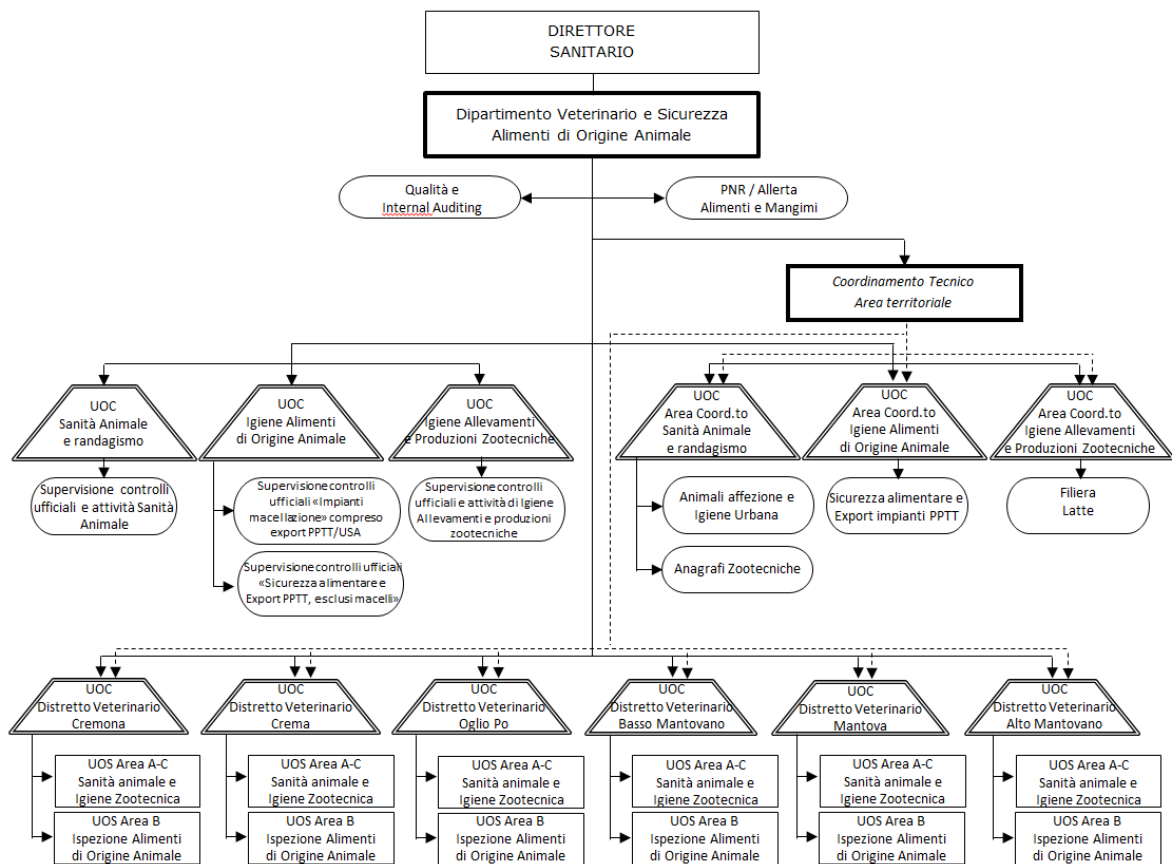 DIRETTORE
SANITARIO
Dipartimento Veterinario e Sicurezza
Alimenti di Origine Animale
Qualità e
Internal Auditing
PNR / Allerta
Alimenti e Mangimi
Coordinamento Tecnico
Area territoriale
UOC
Sanità Animale
e randagismo
UOC
Igiene Alimenti
di Origine Animale
UOC
Igiene Allevamenti
e Produzioni Zootecniche
UOC
Area Coord.to
Sanità Animale
e randagismo
UOC
Area Coord.to
Igiene Alimenti
di Origine Animale
UOC
Area Coord.to
Igiene Allevamenti
e Produzioni Zootecniche
Supervisione controlli
ufficiali e attività Sanità
Animale
Supervisione controlli
ufficiali «Impianti
macellazione» compreso
export PPTT/USA
Supervisione controlli ufficiali
«Sicurezza alimentare e
Export PPTT, esclusi macelli»
Supervisione controlli
ufficiali e attività di Igiene
Allevamenti e produzioni
zootecniche
Animali affezione e
Igiene Urbana
Anagrafi Zootecniche
Sicurezza alimentare e
Export impianti PPTT
Filiera
Latte
UOC
Distretto Veterinario
Cremona
UOC
Distretto Veterinario
Crema
UOC
Distretto Veterinario
Oglio Po
UOC
Distretto Veterinario
Basso Mantovano
UOC
Distretto Veterinario
Mantova
UOC
Distretto Veterinario
Alto Mantovano
UOS Area A-C
Sanità animale e
Igiene Zootecnica
UOS Area A-C
Sanità animale e
Igiene Zootecnica
UOS Area A-C
Sanità animale e
Igiene Zootecnica
UOS Area A-C
Sanità animale e
Igiene Zootecnica
UOS Area A-C
Sanità animale e
Igiene Zootecnica
UOS Area A-C
Sanità animale e
Igiene Zootecnica
UOS Area B
Ispezione Alimenti
di Origine Animale
UOS Area B
Ispezione Alimenti
di Origine Animale
UOS Area B
Ispezione Alimenti
di Origine Animale
UOS Area B
Ispezione Alimenti
di Origine Animale
UOS Area B
Ispezione Alimenti
di Origine Animale
UOS Area B
Ispezione Alimenti
di Origine Animale